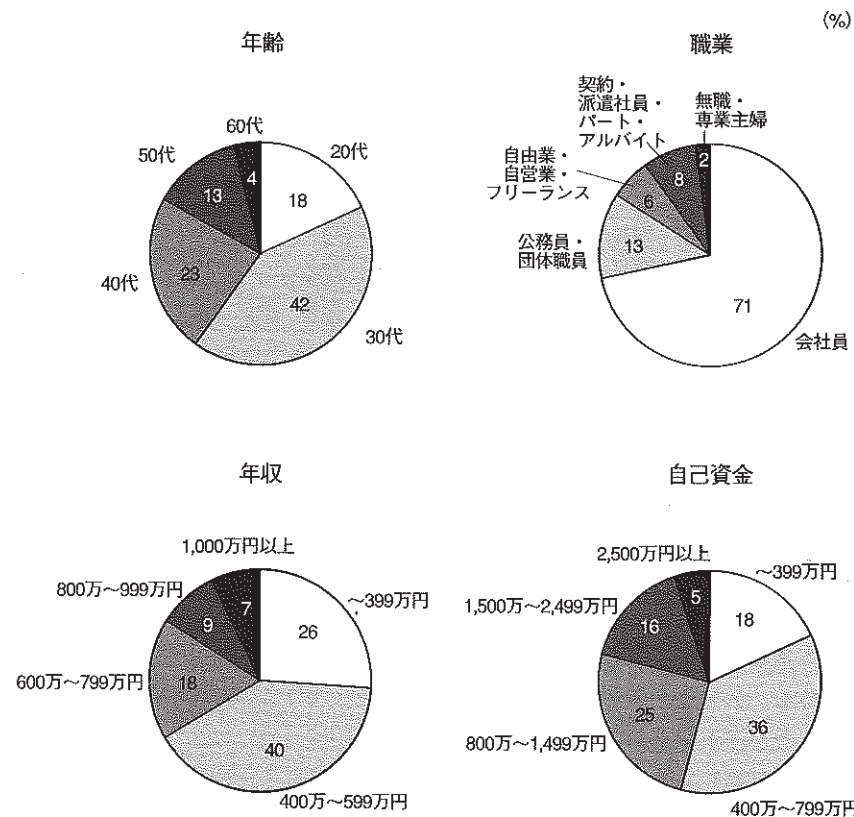 (%)
年齢
60代
20代
50代
4
18
13
40代
23
42
30代
職業
契約・
派遣社員・
パート・
アルバイト
無職・
専業主婦
自由業・
自営業・
フリーランス
2
8
6
公務員・
団体職員
13
71
会社員
年収
1,000万円以上
800万～999万円
～399万円
7
9
26
600万～799万円
18
40
400万～599万円
自己資金
2,500万円以上
～399万円
1,500万～2,499万円
5
16
18
25
36
800万～1,499万円
400万～799万円